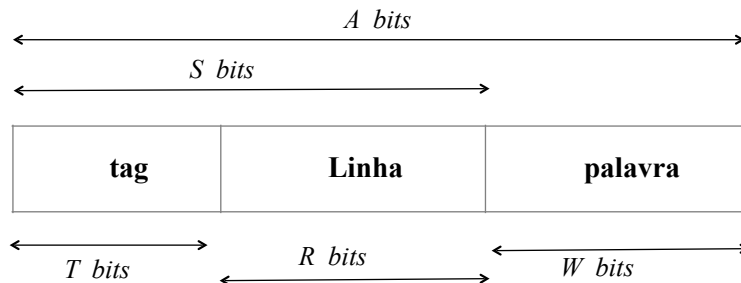 A bits
S bits
tag Linha palavra
T bits R bits W bits